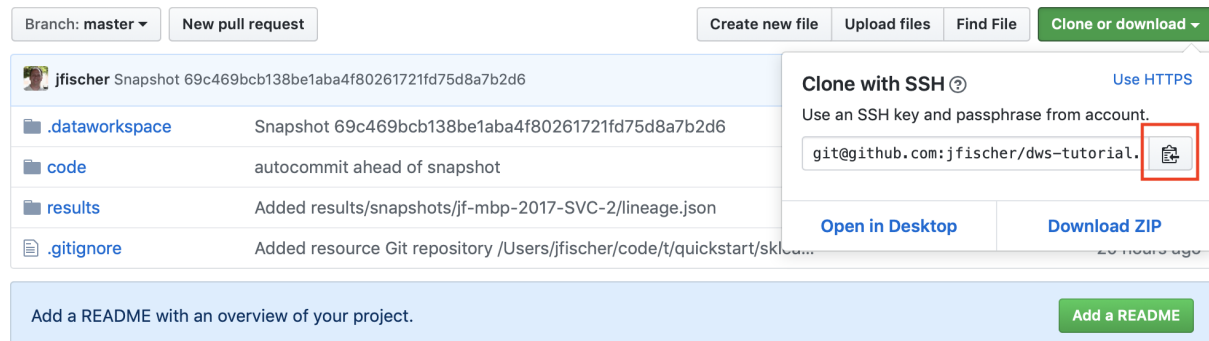 Branch: master New pull request Create new file Upload files Find File Clone or download
jfischer Snapshot 69c469bcb138be1aba4f80261721fd75d8a7b2d6
Clone with SSH ? Use HTTPS
Use an SSH key and passphrase from account.
git@github.com:jfischer/dws-tutorial.
Open in Desktop Download ZIP
.dataworkspace Snapshot 69c469bcb138be1aba4f80261721fd75d8a7b2d6
code autocommit ahead of snapshot
results Added results/snapshots/jf-mbp-2017-SVC-2/lineage.json
.gitignore Added resource Git repository /Users/jfischer/code/t/quickstart/sklea... 20 hours ago
Add a README with an overview of your project. Add a README